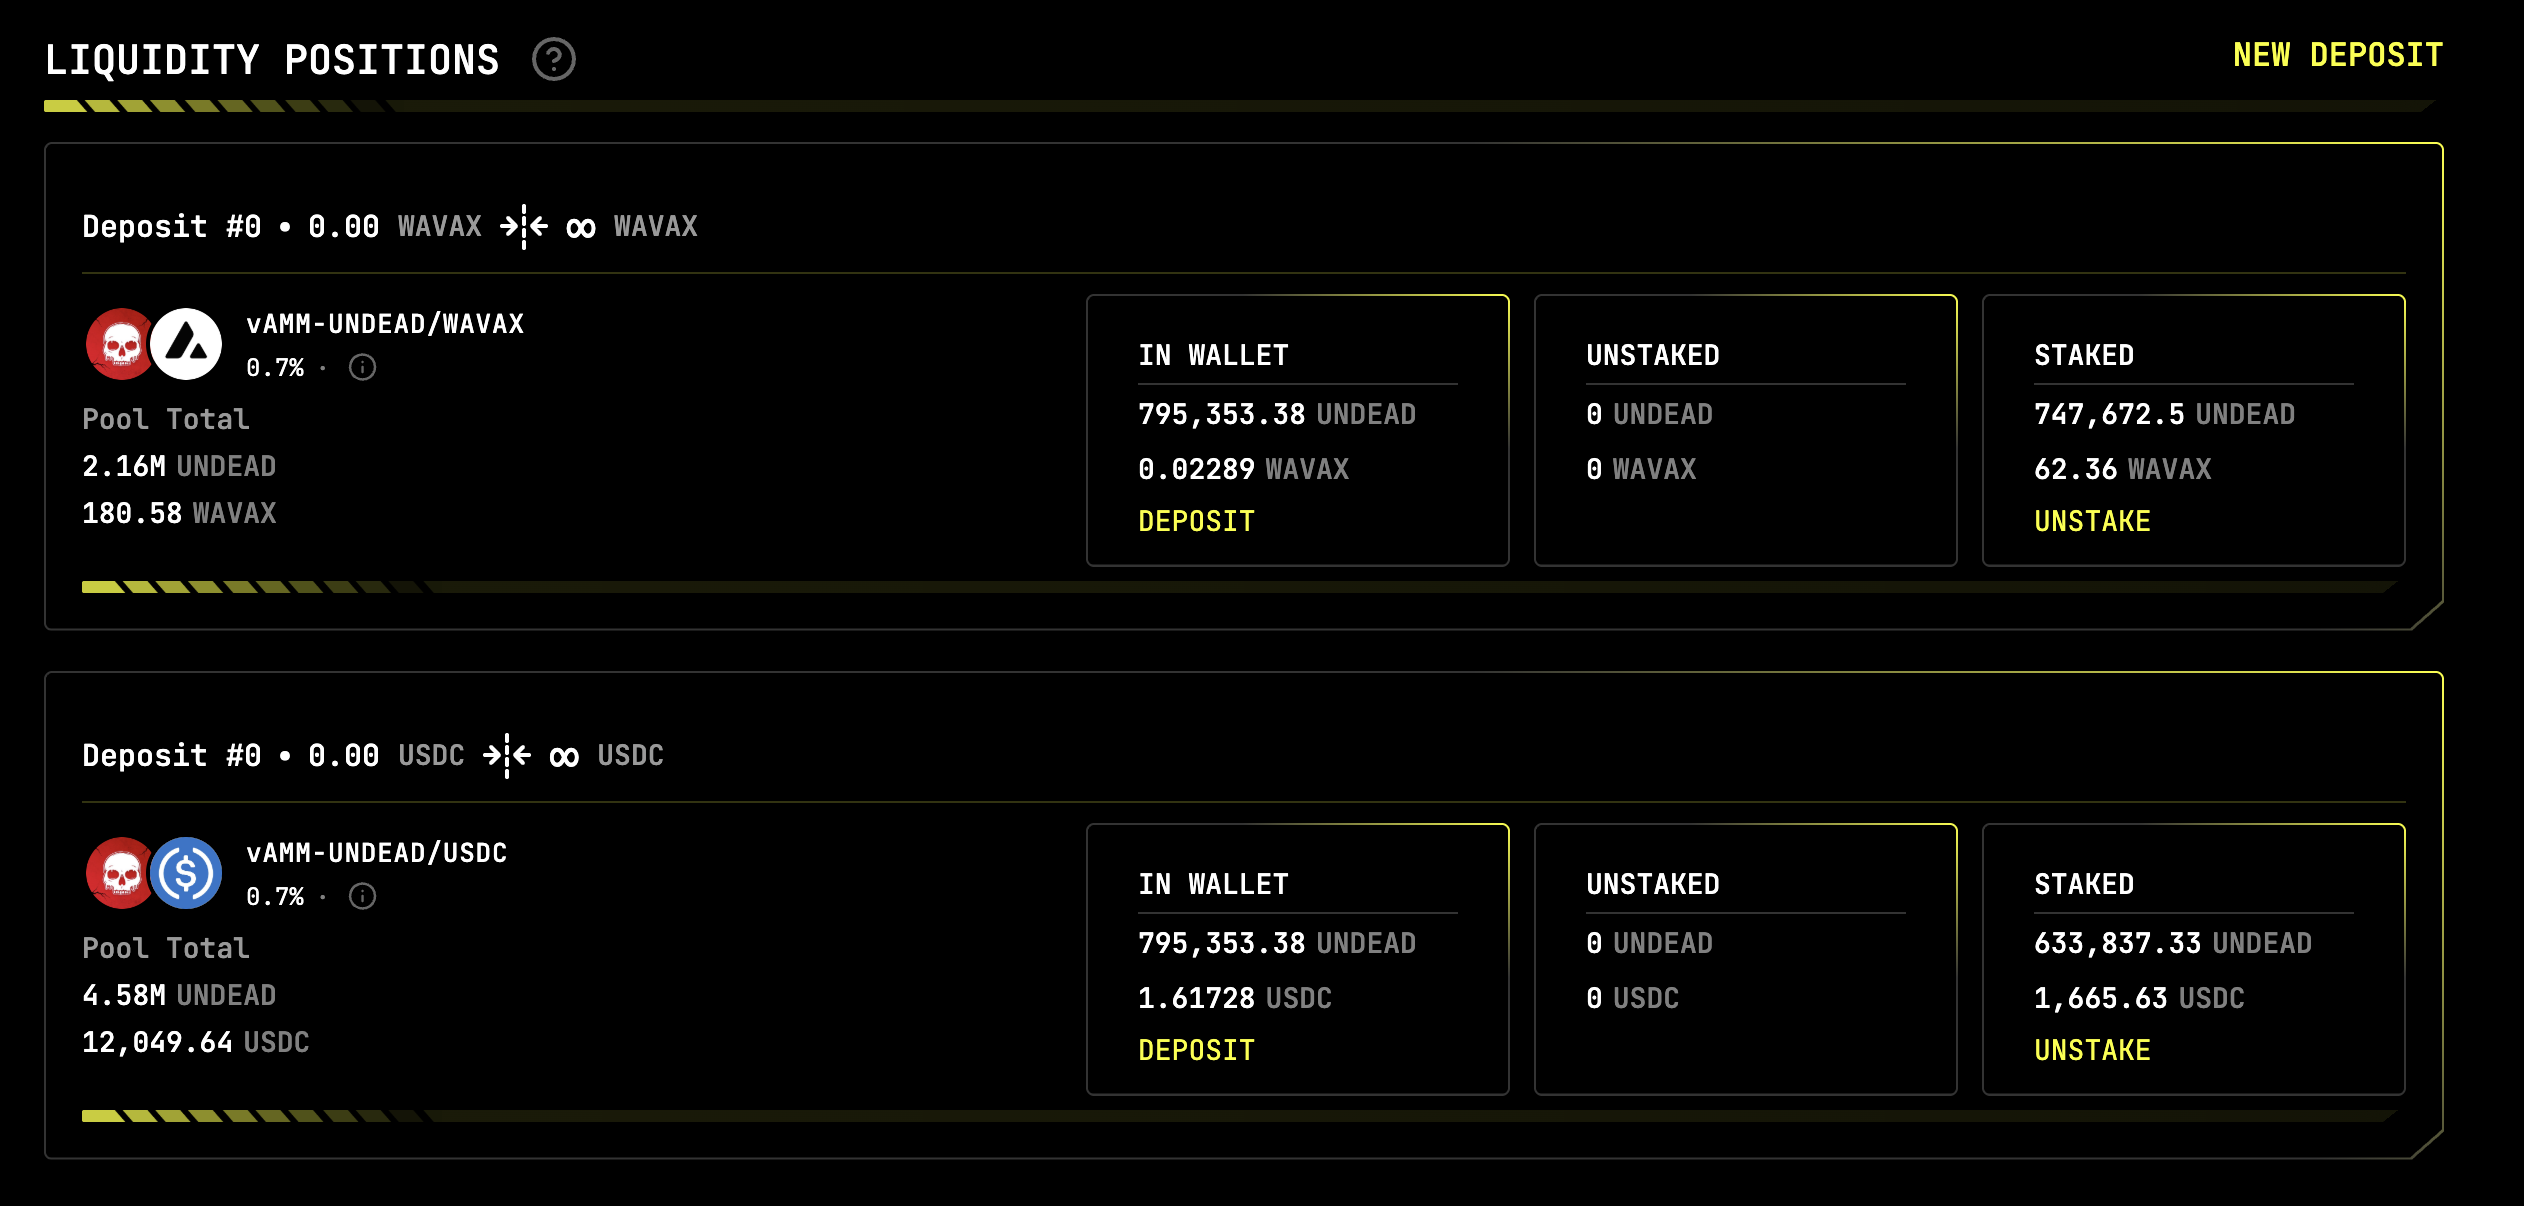 LIQUIDITY POSITIONS ?
NEW DEPOSIT
Deposit #0 • 0.00 WAVAX ∞ WAVAX
vAMM-UNDEAD/WAVAX
0.7% ·
Pool Total
2.16M UNDEAD
180.58 WAVAX
IN WALLET
795,353.38 UNDEAD
0.02289 WAVAX
DEPOSIT
UNSTAKED
0 UNDEAD
0 WAVAX
STAKED
747,672.5 UNDEAD
62.36 WAVAX
UNSTAKE
Deposit #0 • 0.00 USDC ∞ USDC
vAMM-UNDEAD/USDC
0.7% ·
Pool Total
4.58M UNDEAD
12,049.64 USDC
IN WALLET
795,353.38 UNDEAD
1.61728 USDC
DEPOSIT
UNSTAKED
0 UNDEAD
0 USDC
STAKED
633,837.33 UNDEAD
1,665.63 USDC
UNSTAKE